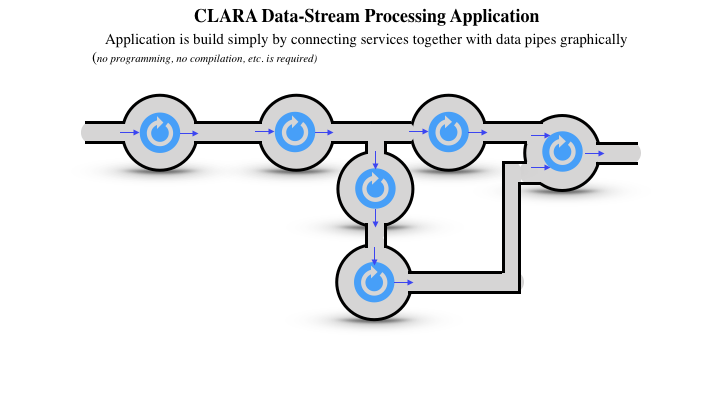 CLARA Data-Stream Processing Application
Application is build simply by connecting services together with data pipes graphically
(no programming, no compilation, etc. is required)